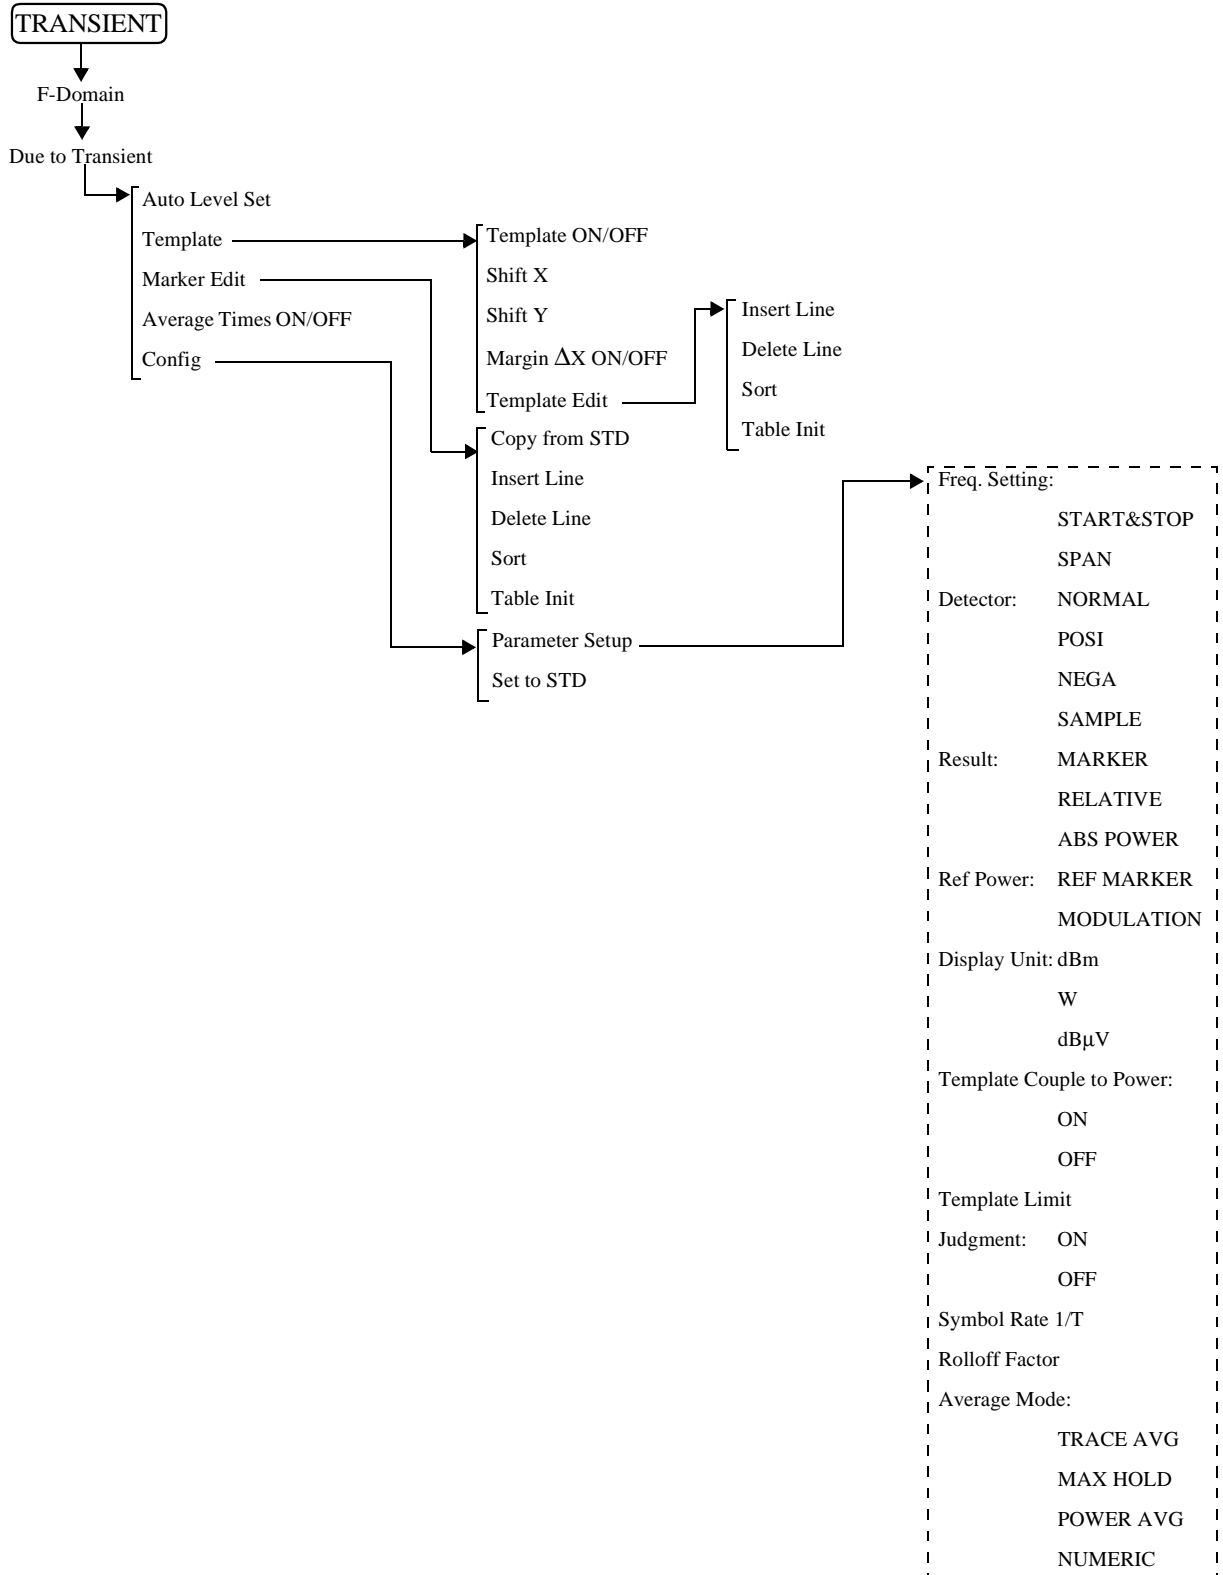 TRANSIENT
F-Domain
Due to Transient
Auto Level Set
Template
Marker Edit
Average Times ON/OFF
Config
Template ON/OFF
Shift X
Shift Y
Margin ΔX ON/OFF
Template Edit
Insert Line
Delete Line
Sort
Table Init
Copy from STD
Insert Line
Delete Line
Sort
Table Init
Parameter Setup
Set to STD
Freq. Setting:
START&STOP
SPAN
Detector: NORMAL
POSI
NEGA
SAMPLE
Result: MARKER
RELATIVE
ABS POWER
Ref Power: REF MARKER
MODULATION
Display Unit: dBm
W
dBµV
Template Couple to Power:
ON
OFF
Template Limit
Judgment: ON
OFF
Symbol Rate 1/T
Rolloff Factor
Average Mode:
TRACE AVG
MAX HOLD
POWER AVG
NUMERIC